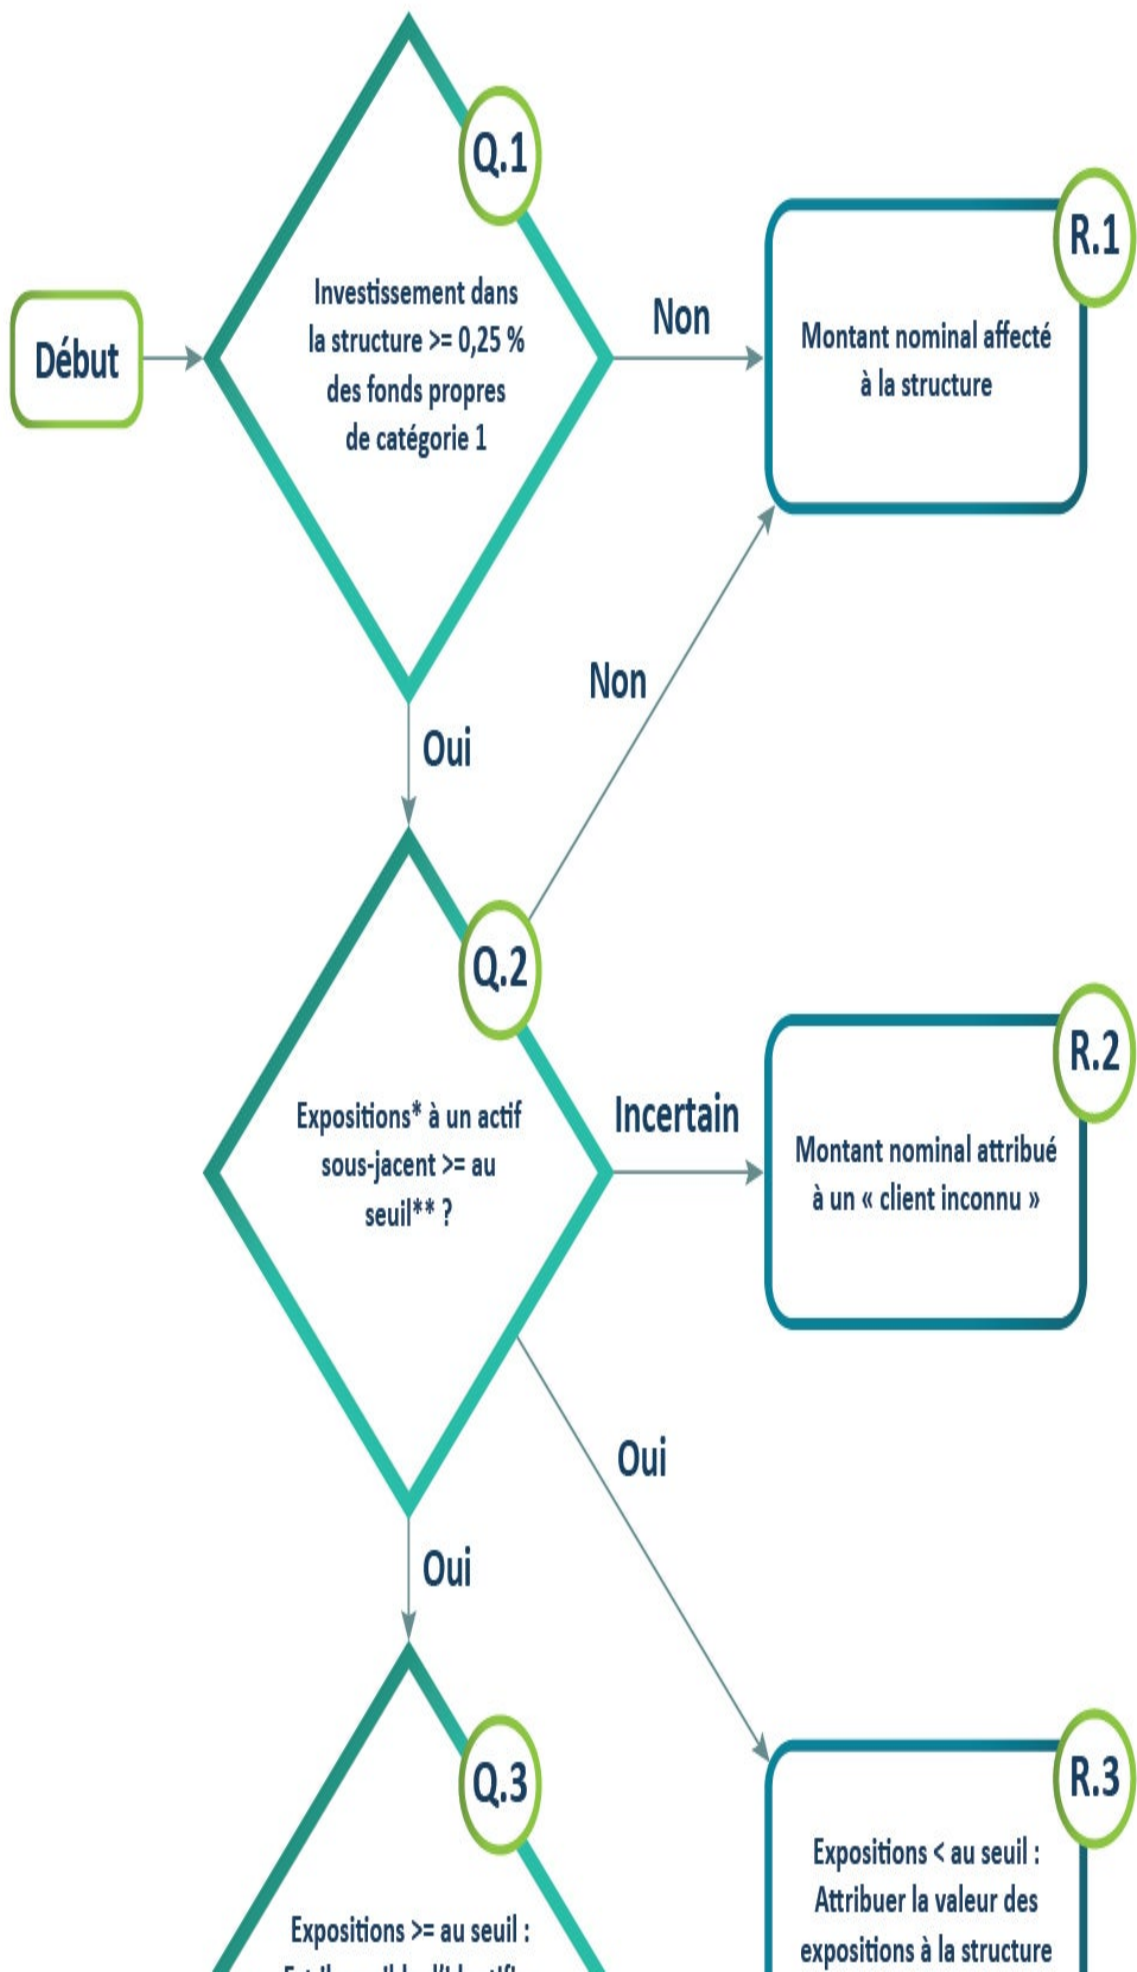 Q.1
R.1
Début
Investissement dans
la structure >= 0,25 %
des fonds propres
de catégorie 1
Non
Montant nominal affecté
à la structure
Non
Oui
Q.2
R.2
Expositions* à un actif
sous-jacent >= au
seuil** ?
Incertain
Montant nominal attribué
à un « client inconnu »
Oui
Oui
Q.3
R.3
Expositions >= au seuil :
Expositions < au seuil :
Attribuer la valeur des
expositions à la structure